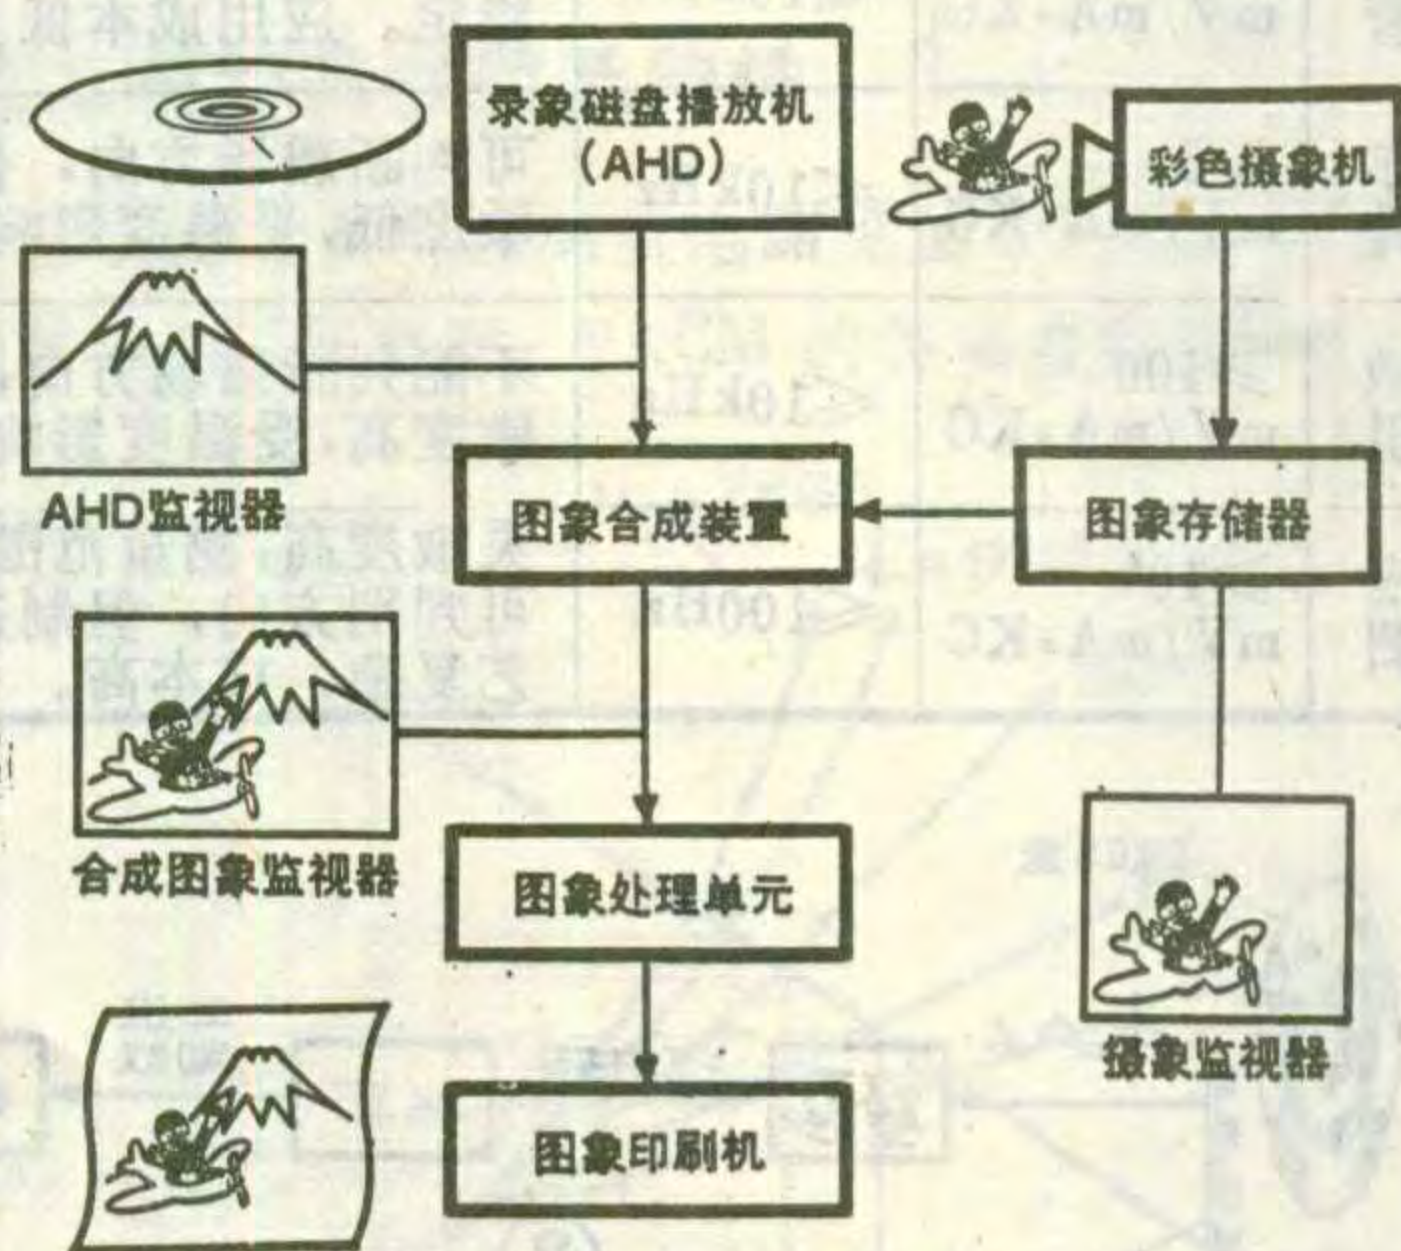 录象磁盘播放机
(AHD)
彩色摄象机
AHD监视器
图象合成装置
图象存储器
合成图象监视器
图象处理单元
摄象监视器
图象印刷机